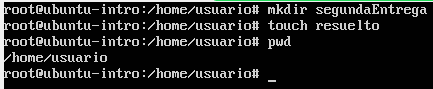 root@ubuntu-intro:/home/usuario# mkdir segundaEntrega
root@ubuntu-intro:/home/usuario# touch resuelto
root@ubuntu-intro:/home/usuario# pwd
/home/usuario
root@ubuntu-intro:/home/usuario# _